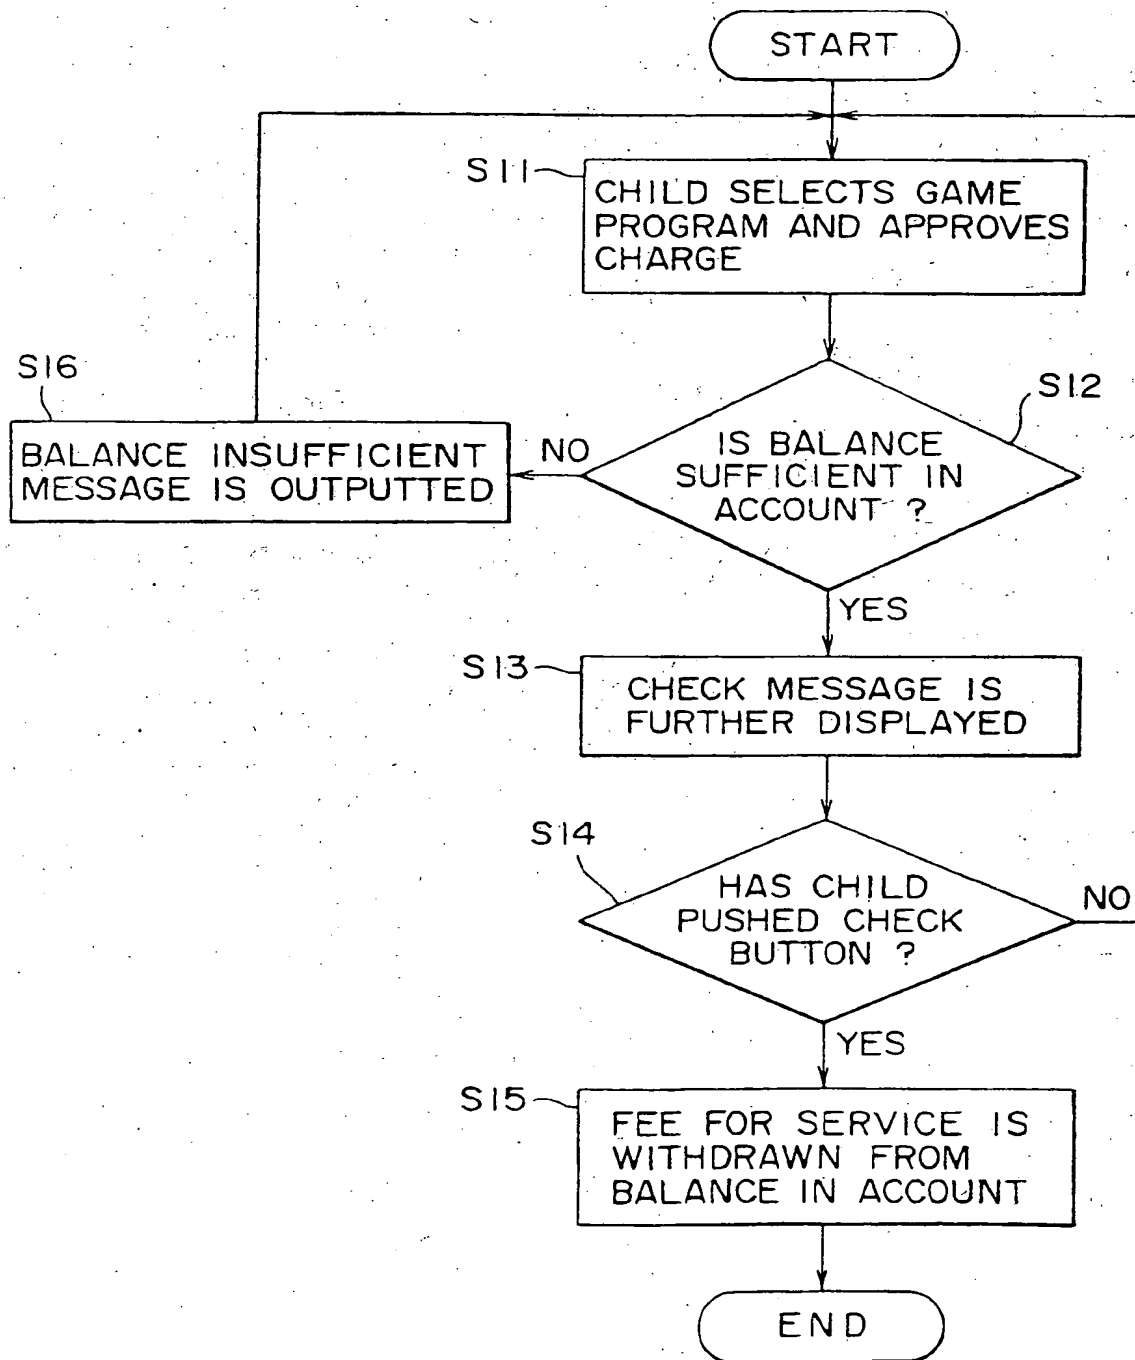 START
S11
CHILD SELECTS GAME
PROGRAM AND APPROVES
CHARGE
S16
BALANCE INSUFFICIENT
MESSAGE IS OUTPUTTED
NO
S12
IS BALANCE
SUFFICIENT IN
ACCOUNT ?
YES
S13
CHECK MESSAGE IS
FURTHER DISPLAYED
S14
HAS CHILD
PUSHED CHECK
BUTTON ?
NO
YES
S15
FEE FOR SERVICE IS
WITHDRAWN FROM
BALANCE IN ACCOUNT
END